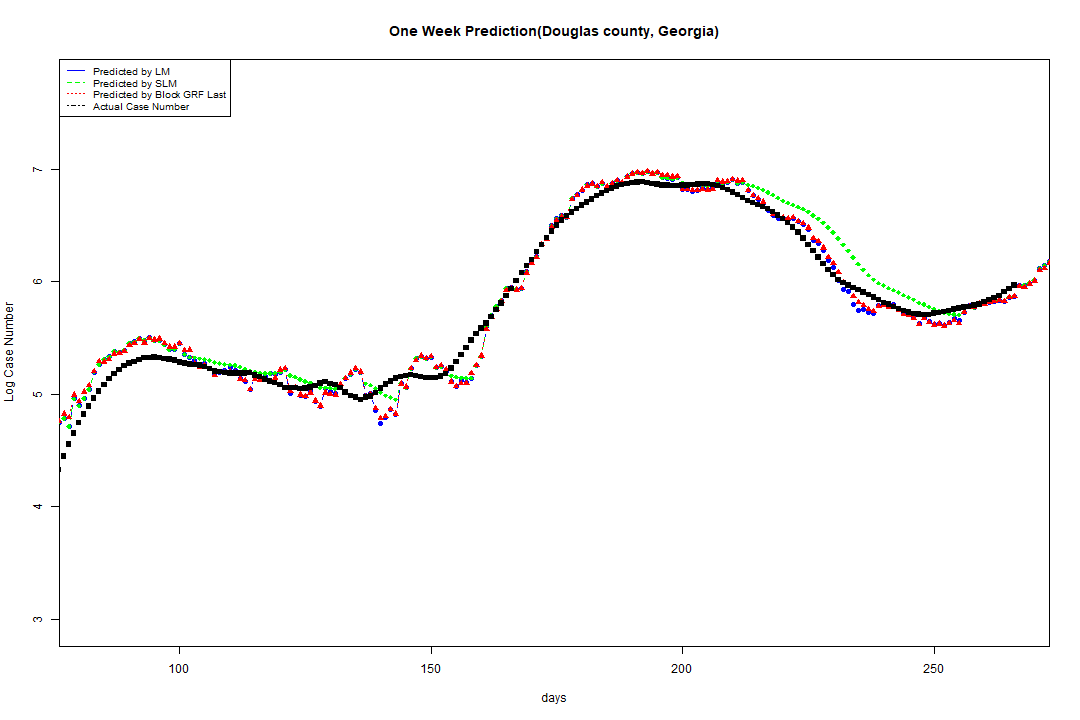 One Week Prediction(Douglas county, Georgia)
Predicted by LM
Predicted by SLM
Predicted by Block GRF Last
Actual Case Number
7
6
5
4
3
Log Case Number
100 150 200 250
days